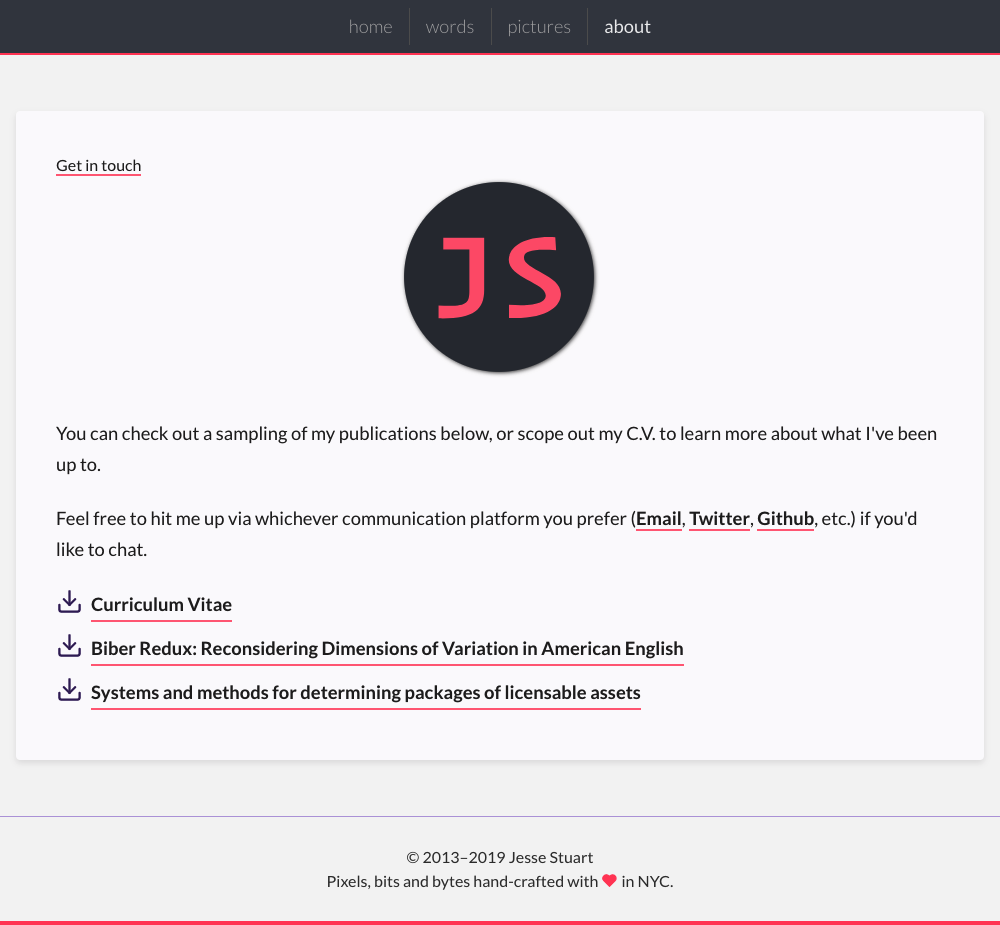 home words pictures about
Get in touch
JS
You can check out a sampling of my publications below, or scope out my C.V. to learn more about what I've been
up to.
Feel free to hit me up via whichever communication platform you prefer (Email, Twitter, Github, etc.) if you'd
like to chat.
Curriculum Vitae
Biber Redux: Reconsidering Dimensions of Variation in American English
Systems and methods for determining packages of licensable assets
© 2013–2019 Jesse Stuart
Pixels, bits and bytes hand-crafted with ❤ in NYC.